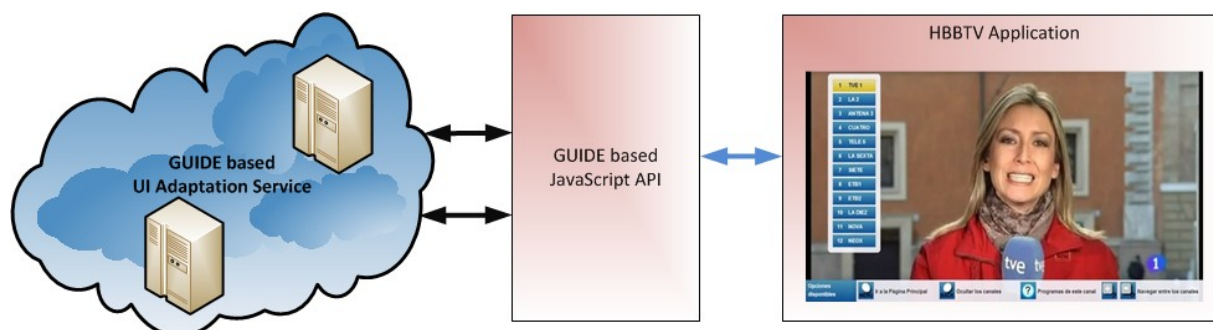 GUIDE based
UI Adaptation Service
GUIDE based
JavaScript API
HBBTV Application
1 TVE 1
2 LA 2
3 ANTENA 3
4 CUATRO
5 TELE 5
6 LA SEXTA
7 SIETE
8 ETB1
9 ETB2
10 LA DIEZ
11 NOVA
12 NEOX
tve
1
Opciones
disponibles
Ir a la Página Principal
Ocultar los canales
? Programas de este canal
Navegar entre los canales